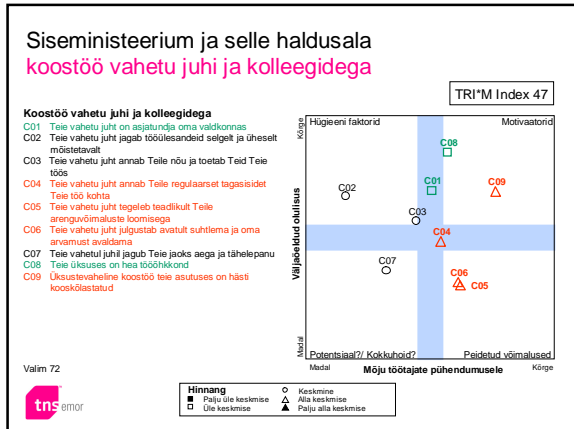 Siseministeerium ja selle haldusala
koostöö vahetu juhi ja kolleegidega
TRI*M Index 47
Koostöö vahetu juhi ja kolleegidega
C01 Teie vahetu juht on asjatundja oma valdkonnas
C02 Teie vahetu juht jagab tööülesandeid selgelt ja üheselt
mõistetavalt
C03 Teie vahetu juht annab Teile nõu ja toetab Teid Teie
töös
C04 Teie vahetu juht annab Teile regulaarset tagasisidet
Teie töö kohta
C05 Teie vahetu juht tegeleb teadlikult Teile
arenguvõimaluste loomisega
C06 Teie vahetu juht julgustab avatult suhtlema ja oma
arvamust avaldama
C07 Teie vahetul juhil jagub Teie jaoks aega ja tähelepanu
C08 Teie üksuses on hea tööõhkkond
C09 Üksustevaheline koostöö teie asutuses on hästi
kooskõlastatud
Valim 72
Väljaöeldud olulisus
Kõrge
Madal
Hügieeni faktorid
Motivaatorid
C08
C01
C09
C02
C03
C04
C07
C06
C05
Potentsiaal?/ Kokkuhoid?
Peidetud võimalused
Madal
Mõju töötajate pühendumusele
Kõrge
Hinnang
Palju üle keskmise
Üle keskmise
Keskmine
Alla keskmise
Palju alla keskmise
tns emor